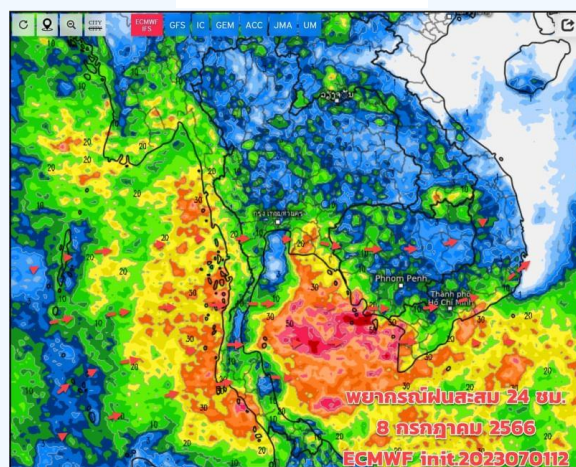 CITY
ECMWF IFS GFS IC GEM ACC JMA UM
กรุงเทพมหานคร
Phnom Penh
Thành phố
Hồ Chí Minh
พยากรณ์ฝนสะสม 24 ชม.
8 กรกฎาคม 2566
ECMWF init.2023070112